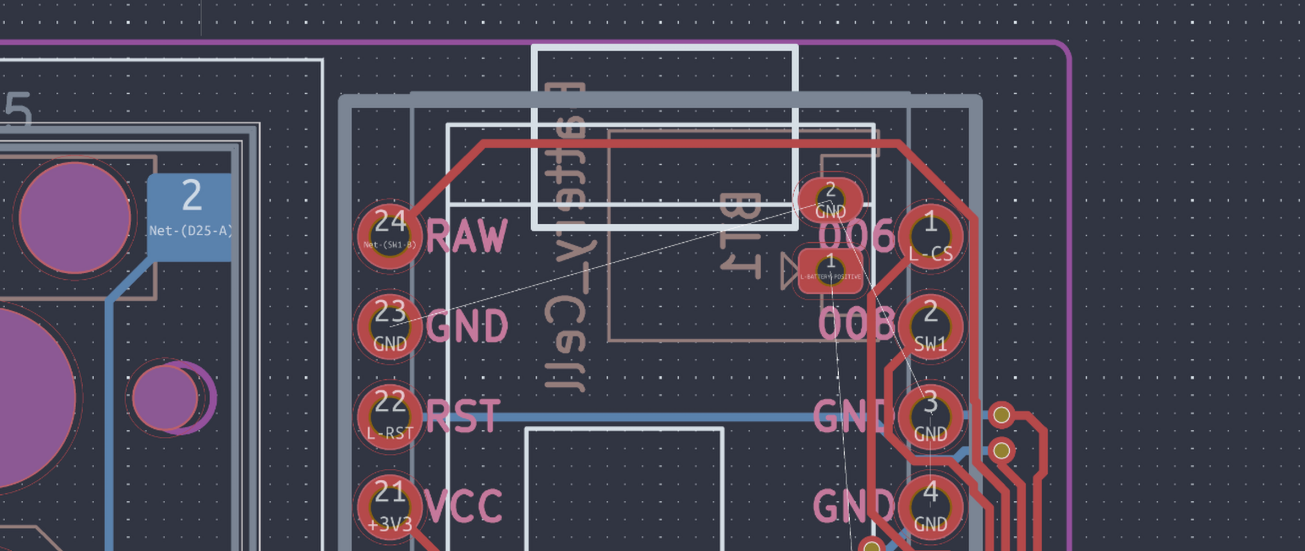 5
2
Net-(D25-A)
Battery_Cell
BT1
24
Net-(SW1-B)
RAW
2
GND
006
1
L-CS
1
L-BATTERY-POSITIVE
23
GND
GND
008
2
SW1
22
L-RST
RST
GND
3
GND
21
+3V3
VCC
GND
4
GND